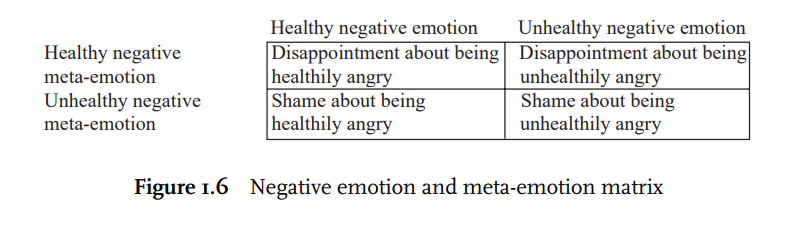 Healthy negative emotion Unhealthy negative emotion
Healthy negative Disappointment about being Disappointment about being
meta-emotion healthily angry unhealthily angry
Unhealthy negative Shame about being Shame about being
meta-emotion healthily angry unhealthily angry
Figure 1.6 Negative emotion and meta-emotion matrix